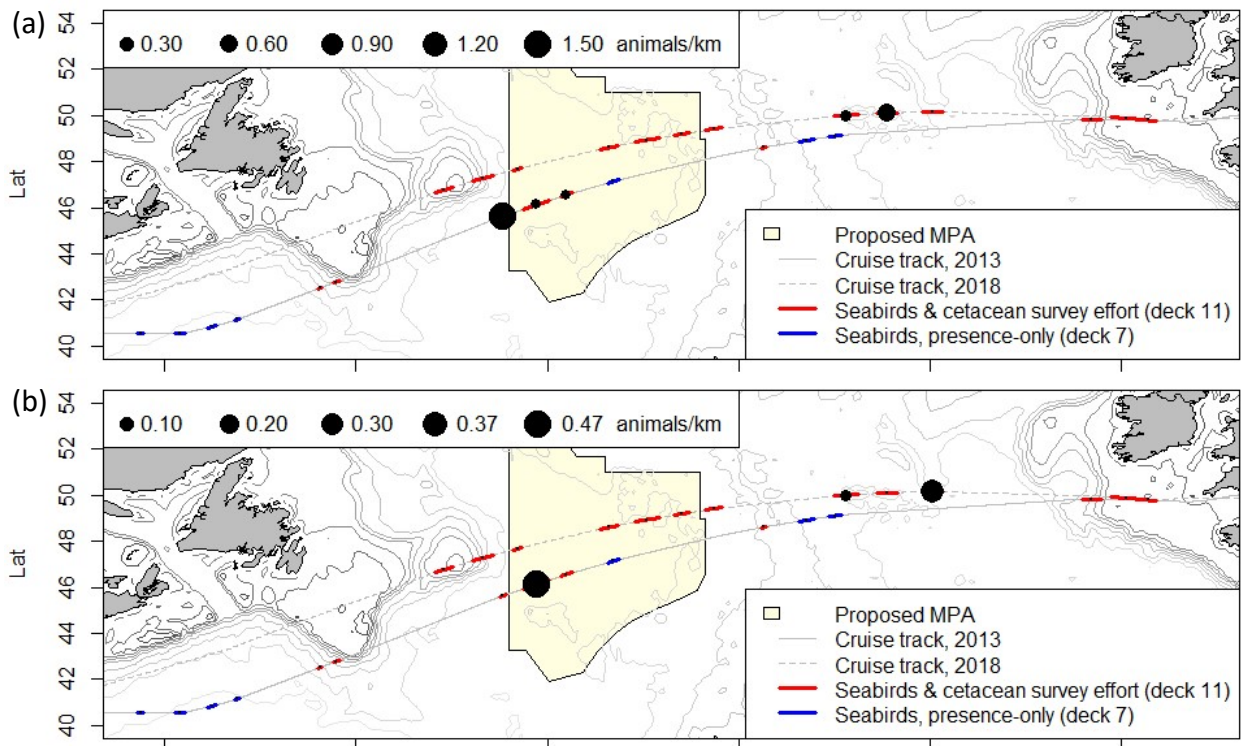 (a)
0.30 0.60 0.90 1.20 1.50 animals/km
54
52
50
48
46
44
42
40
Lat
Proposed MPA
Cruise track, 2013
Cruise track, 2018
Seabirds & cetacean survey effort (deck 11)
Seabirds, presence-only (deck 7)
(b)
0.10 0.20 0.30 0.37 0.47 animals/km
54
52
50
48
46
44
42
40
Lat
Proposed MPA
Cruise track, 2013
Cruise track, 2018
Seabirds & cetacean survey effort (deck 11)
Seabirds, presence-only (deck 7)